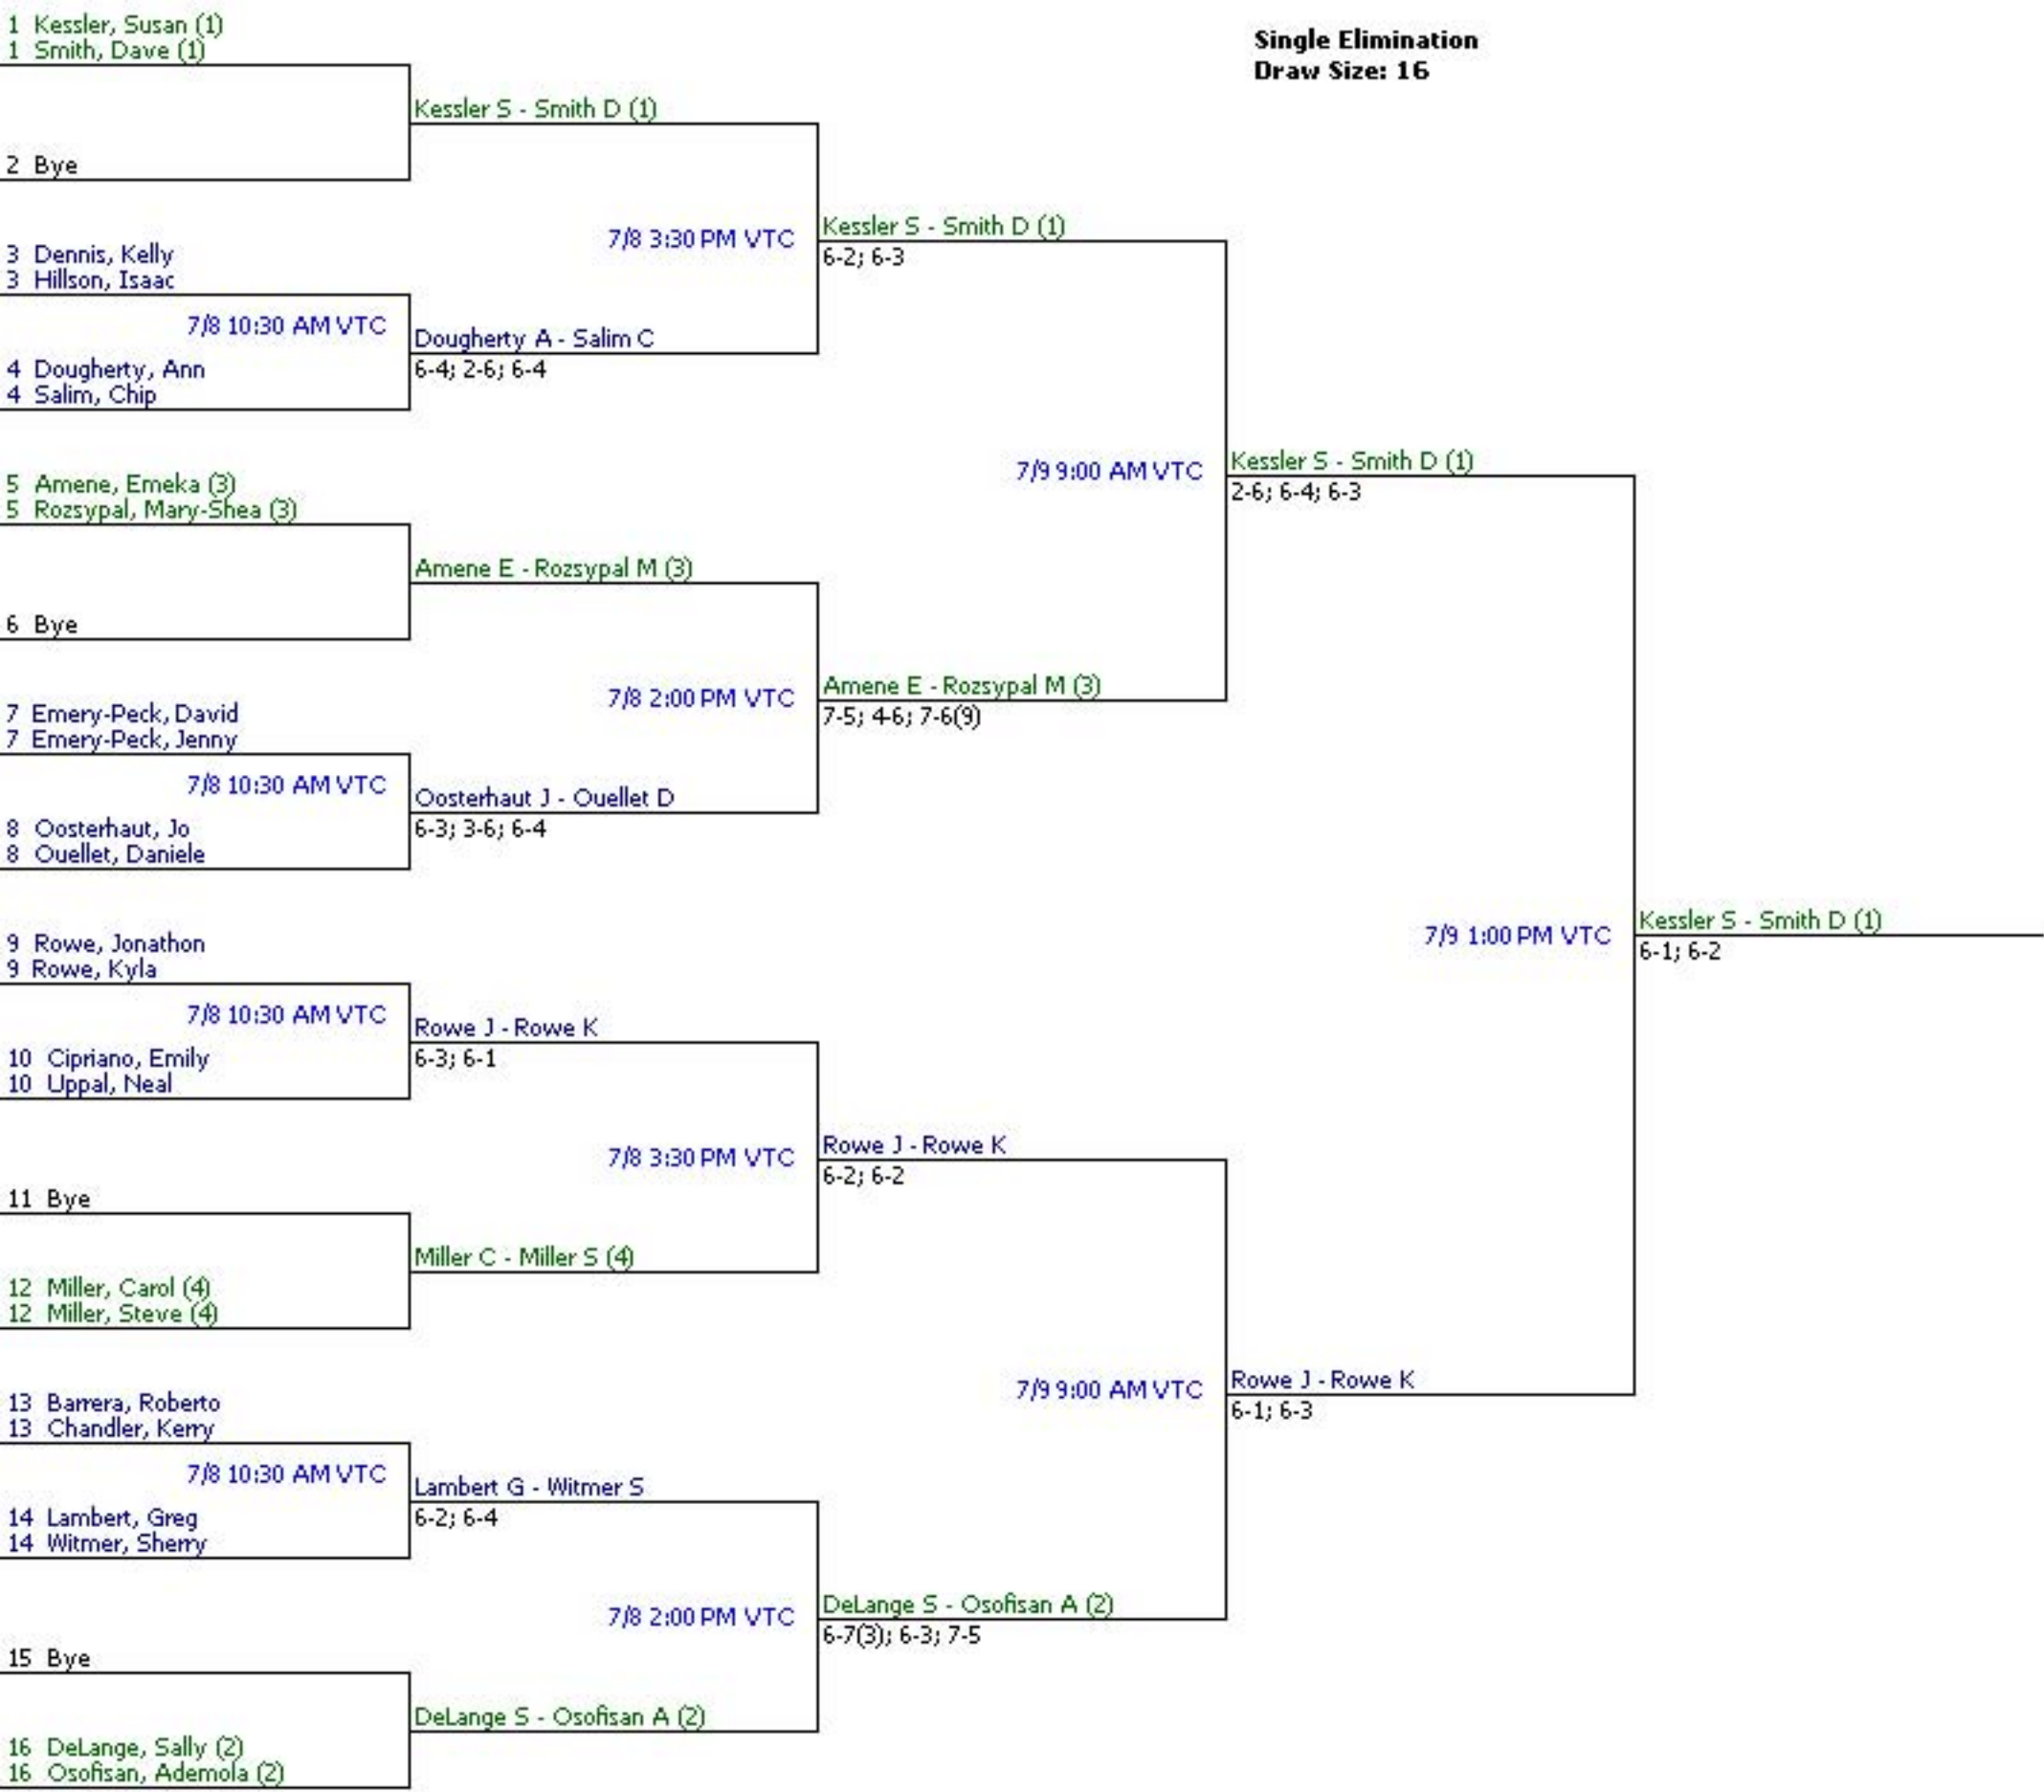 1 Kessler, Susan (1)
1 Smith, Dave (1)
Single Elimination
Draw Size: 16
Kessler S - Smith D (1)
2 Bye
7/8 3:30 PM VTC
Kessler S - Smith D (1)
6-2; 6-3
3 Dennis, Kelly
3 Hillson, Isaac
7/8 10:30 AM VTC
Dougherty A - Salim C
6-4; 2-6; 6-4
4 Dougherty, Ann
4 Salim, Chip
7/9 9:00 AM VTC
Kessler S - Smith D (1)
2-6; 6-4; 6-3
5 Amene, Emeka (3)
5 Rozsypal, Mary-Shea (3)
Amene E - Rozsypal M (3)
6 Bye
7/8 2:00 PM VTC
Amene E - Rozsypal M (3)
7-5; 4-6; 7-6(9)
7 Emery-Peck, David
7 Emery-Peck, Jenny
7/8 10:30 AM VTC
Oosterhaut J - Ouellet D
6-3; 3-6; 6-4
8 Oosterhaut, Jo
8 Ouellet, Daniele
7/9 1:00 PM VTC
Kessler S - Smith D (1)
6-1; 6-2
9 Rowe, Jonathon
9 Rowe, Kyla
7/8 10:30 AM VTC
Rowe J - Rowe K
6-3; 6-1
10 Cipriano, Emily
10 Uppal, Neal
7/8 3:30 PM VTC
Rowe J - Rowe K
6-2; 6-2
11 Bye
Miller C - Miller S (4)
12 Miller, Carol (4)
12 Miller, Steve (4)
7/9 9:00 AM VTC
Rowe J - Rowe K
6-1; 6-3
13 Barrera, Roberto
13 Chandler, Kerry
7/8 10:30 AM VTC
Lambert G - Witmer S
6-2; 6-4
14 Lambert, Greg
14 Witmer, Sherry
7/8 2:00 PM VTC
DeLange S - Osofisan A (2)
6-7(3); 6-3; 7-5
15 Bye
DeLange S - Osofisan A (2)
16 DeLange, Sally (2)
16 Osofisan, Ademola (2)